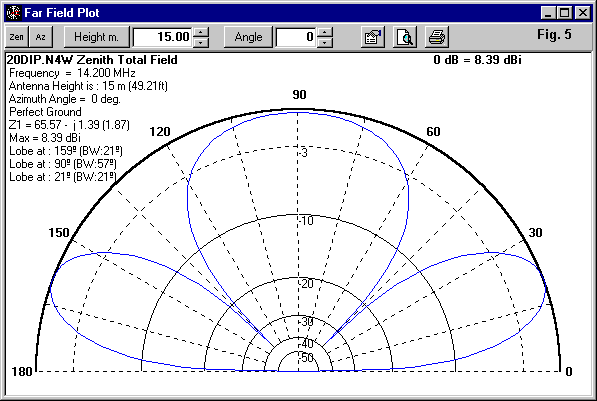 Far Field Plot
Zen Az Height m. 15.00 Angle 0 Fig. 5
20DIP.N4W Zenith Total Field
0 dB = 8.39 dBi
Frequency = 14.200 MHz
Antenna Height is : 15 m (49.21ft)
Azimuth Angle = 0 deg.
Perfect Ground
Z1 = 65.57 - j 1.39 (1.87)
Max = 8.39 dBi
Lobe at : 159º (BW:21º)
Lobe at : 90º (BW:57º)
Lobe at : 21º (BW:21º)
90
120
60
-3
150
30
-10
-20
-30
-40
-50
180
0